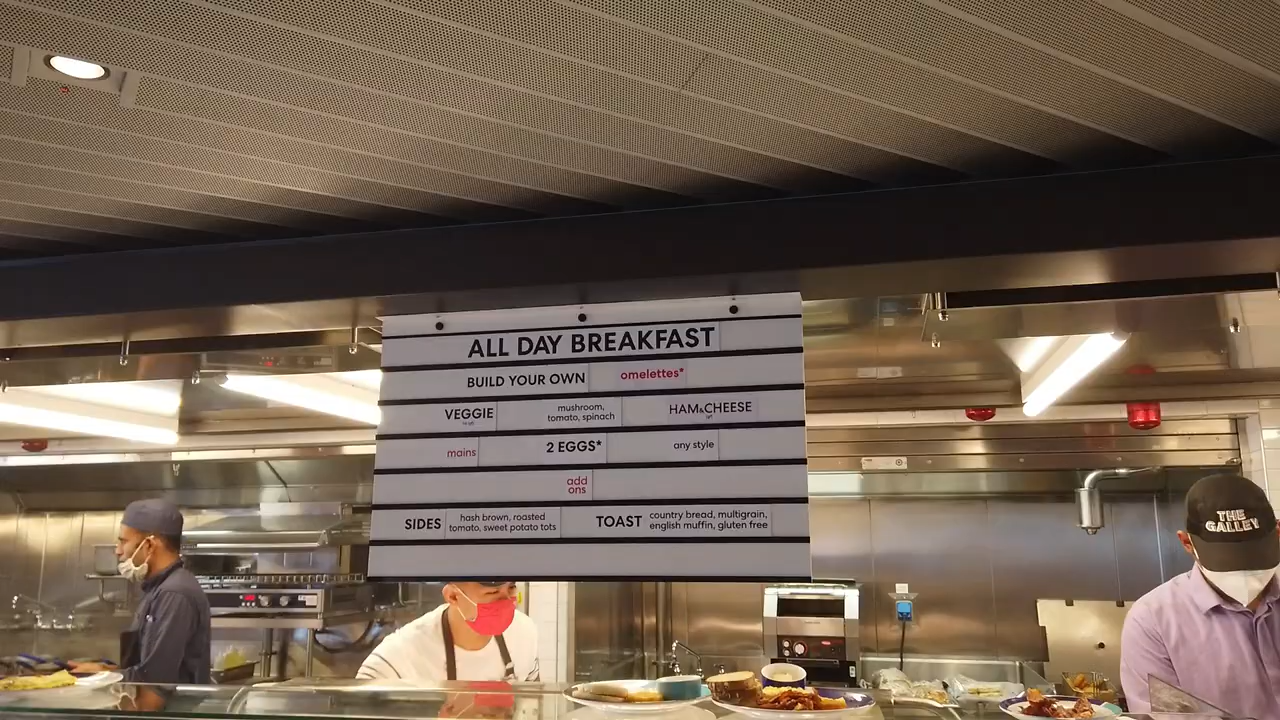 ALL DAY BREAKFAST
BUILD YOUR OWN omelettes*
VEGGIE mushroom, tomato, spinach HAM&CHEESE
mains 2 EGGS* any style
add ons
SIDES hash brown, roasted tomato, sweet potato tots TOAST country bread, multigrain, english muffin, gluten free
THE
GALLEY